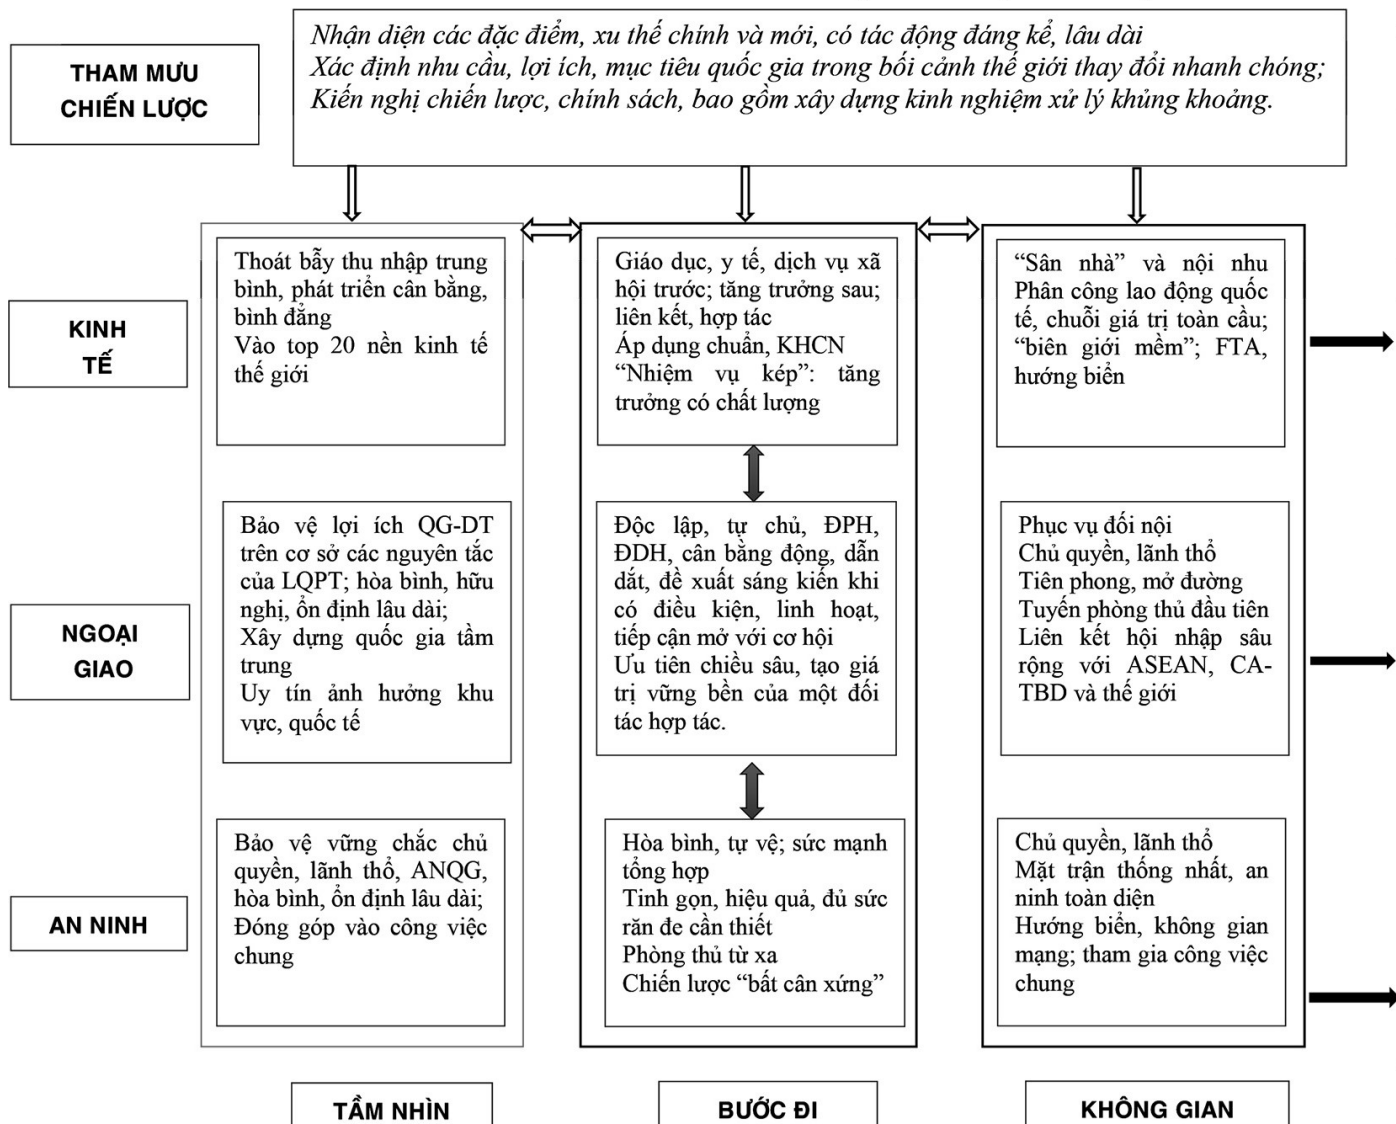 THAM MƯU
CHIẾN LƯỢC
Nhận diện các đặc điểm, xu thế chính và mới, có tác động đáng kể, lâu dài
Xác định nhu cầu, lợi ích, mục tiêu quốc gia trong bối cảnh thế giới thay đổi nhanh chóng;
Kiến nghị chiến lược, chính sách, bao gồm xây dựng kinh nghiệm xử lý khủng khoảng.
KINH
TẾ
Thoát bẫy thu nhập trung
bình, phát triển cân bằng,
bình đẳng
Vào top 20 nền kinh tế
thế giới
Giáo dục, y tế, dịch vụ xã
hội trước; tăng trưởng sau;
liên kết, hợp tác
Áp dụng chuẩn, KHCN
“Nhiệm vụ kép”: tăng
trưởng có chất lượng
“Sân nhà” và nội nhu
Phân công lao động quốc
tế, chuỗi giá trị toàn cầu;
“biên giới mềm”; FTA,
hướng biển
NGOẠI
GIAO
Bảo vệ lợi ích QG-DT
trên cơ sở các nguyên tắc
của LQPT; hòa bình, hữu
nghị, ổn định lâu dài;
Xây dựng quốc gia tầm
trung
Uy tín ảnh hưởng khu
vực, quốc tế
Độc lập, tự chủ, ĐPH,
ĐDH, cân bằng động, dẫn
dắt, đề xuất sáng kiến khi
có điều kiện, linh hoạt,
tiếp cận mở với cơ hội
Ưu tiên chiều sâu, tạo giá
trị vững bền của một đối
tác hợp tác.
Phục vụ đối nội
Chủ quyền, lãnh thổ
Tiên phong, mở đường
Tuyến phòng thủ đầu tiên
Liên kết hội nhập sâu
rộng với ASEAN, CA-
TBD và thế giới
AN NINH
Bảo vệ vững chắc chủ
quyền, lãnh thổ, ANQG,
hòa bình, ổn định lâu dài;
Đóng góp vào công việc
chung
Hòa bình, tự vệ; sức mạnh
tổng hợp
Tinh gọn, hiệu quả, đủ sức
răn đe cần thiết
Phòng thủ từ xa
Chiến lược “bất cân xứng”
Chủ quyền, lãnh thổ
Mặt trận thống nhất, an
ninh toàn diện
Hướng biển, không gian
mạng; tham gia công việc
chung
TẦM NHÌN
BƯỚC ĐI
KHÔNG GIAN